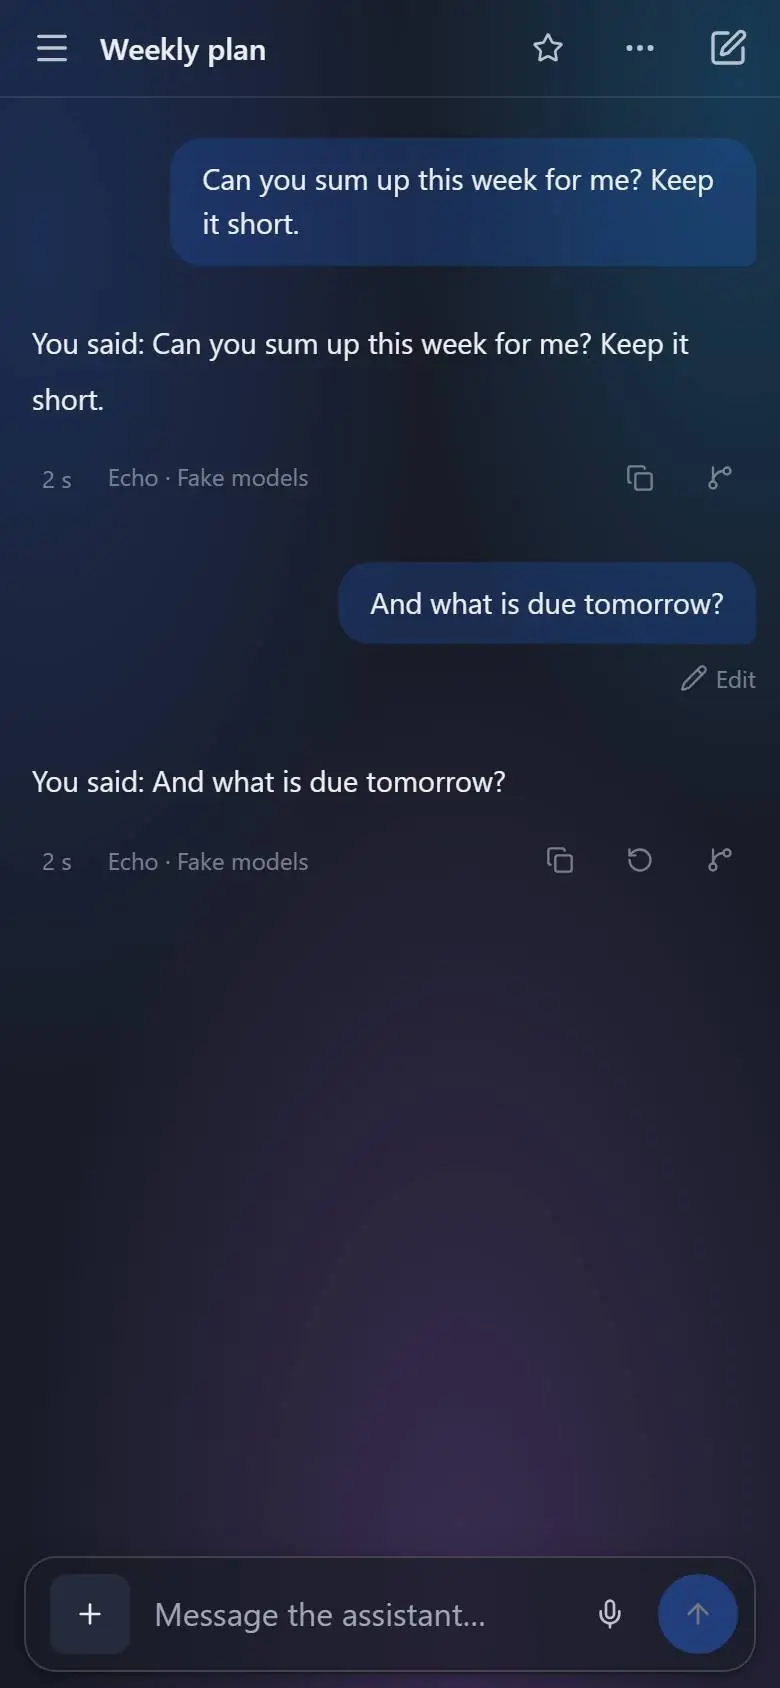 Weekly plan
Can you sum up this week for me? Keep
it short.
You said: Can you sum up this week for me? Keep it
short.
2 s Echo · Fake models
And what is due tomorrow?
Edit
You said: And what is due tomorrow?
2 s Echo · Fake models
Message the assistant...